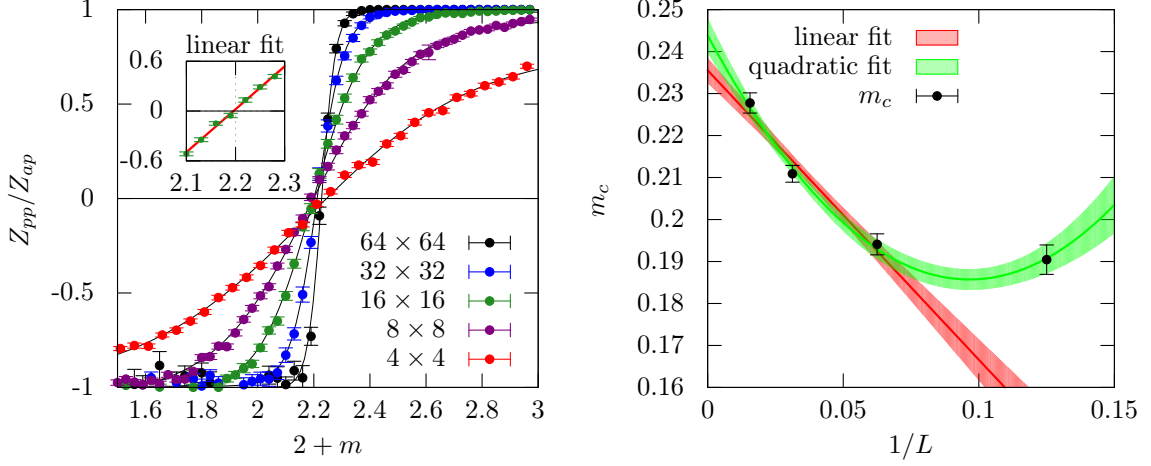 Z_{pp}/Z_{ap}
1
0.5
0
-0.5
-1
1.6 1.8 2 2.2 2.4 2.6 2.8 3
2 + m
linear fit
0.6
0
-0.6
2.1 2.2 2.3
64 × 64
32 × 32
16 × 16
8 × 8
4 × 4
m_c
0.25
0.24
0.23
0.22
0.21
0.2
0.19
0.18
0.17
0.16
0 0.05 0.1 0.15
1/L
linear fit
quadratic fit
m_c